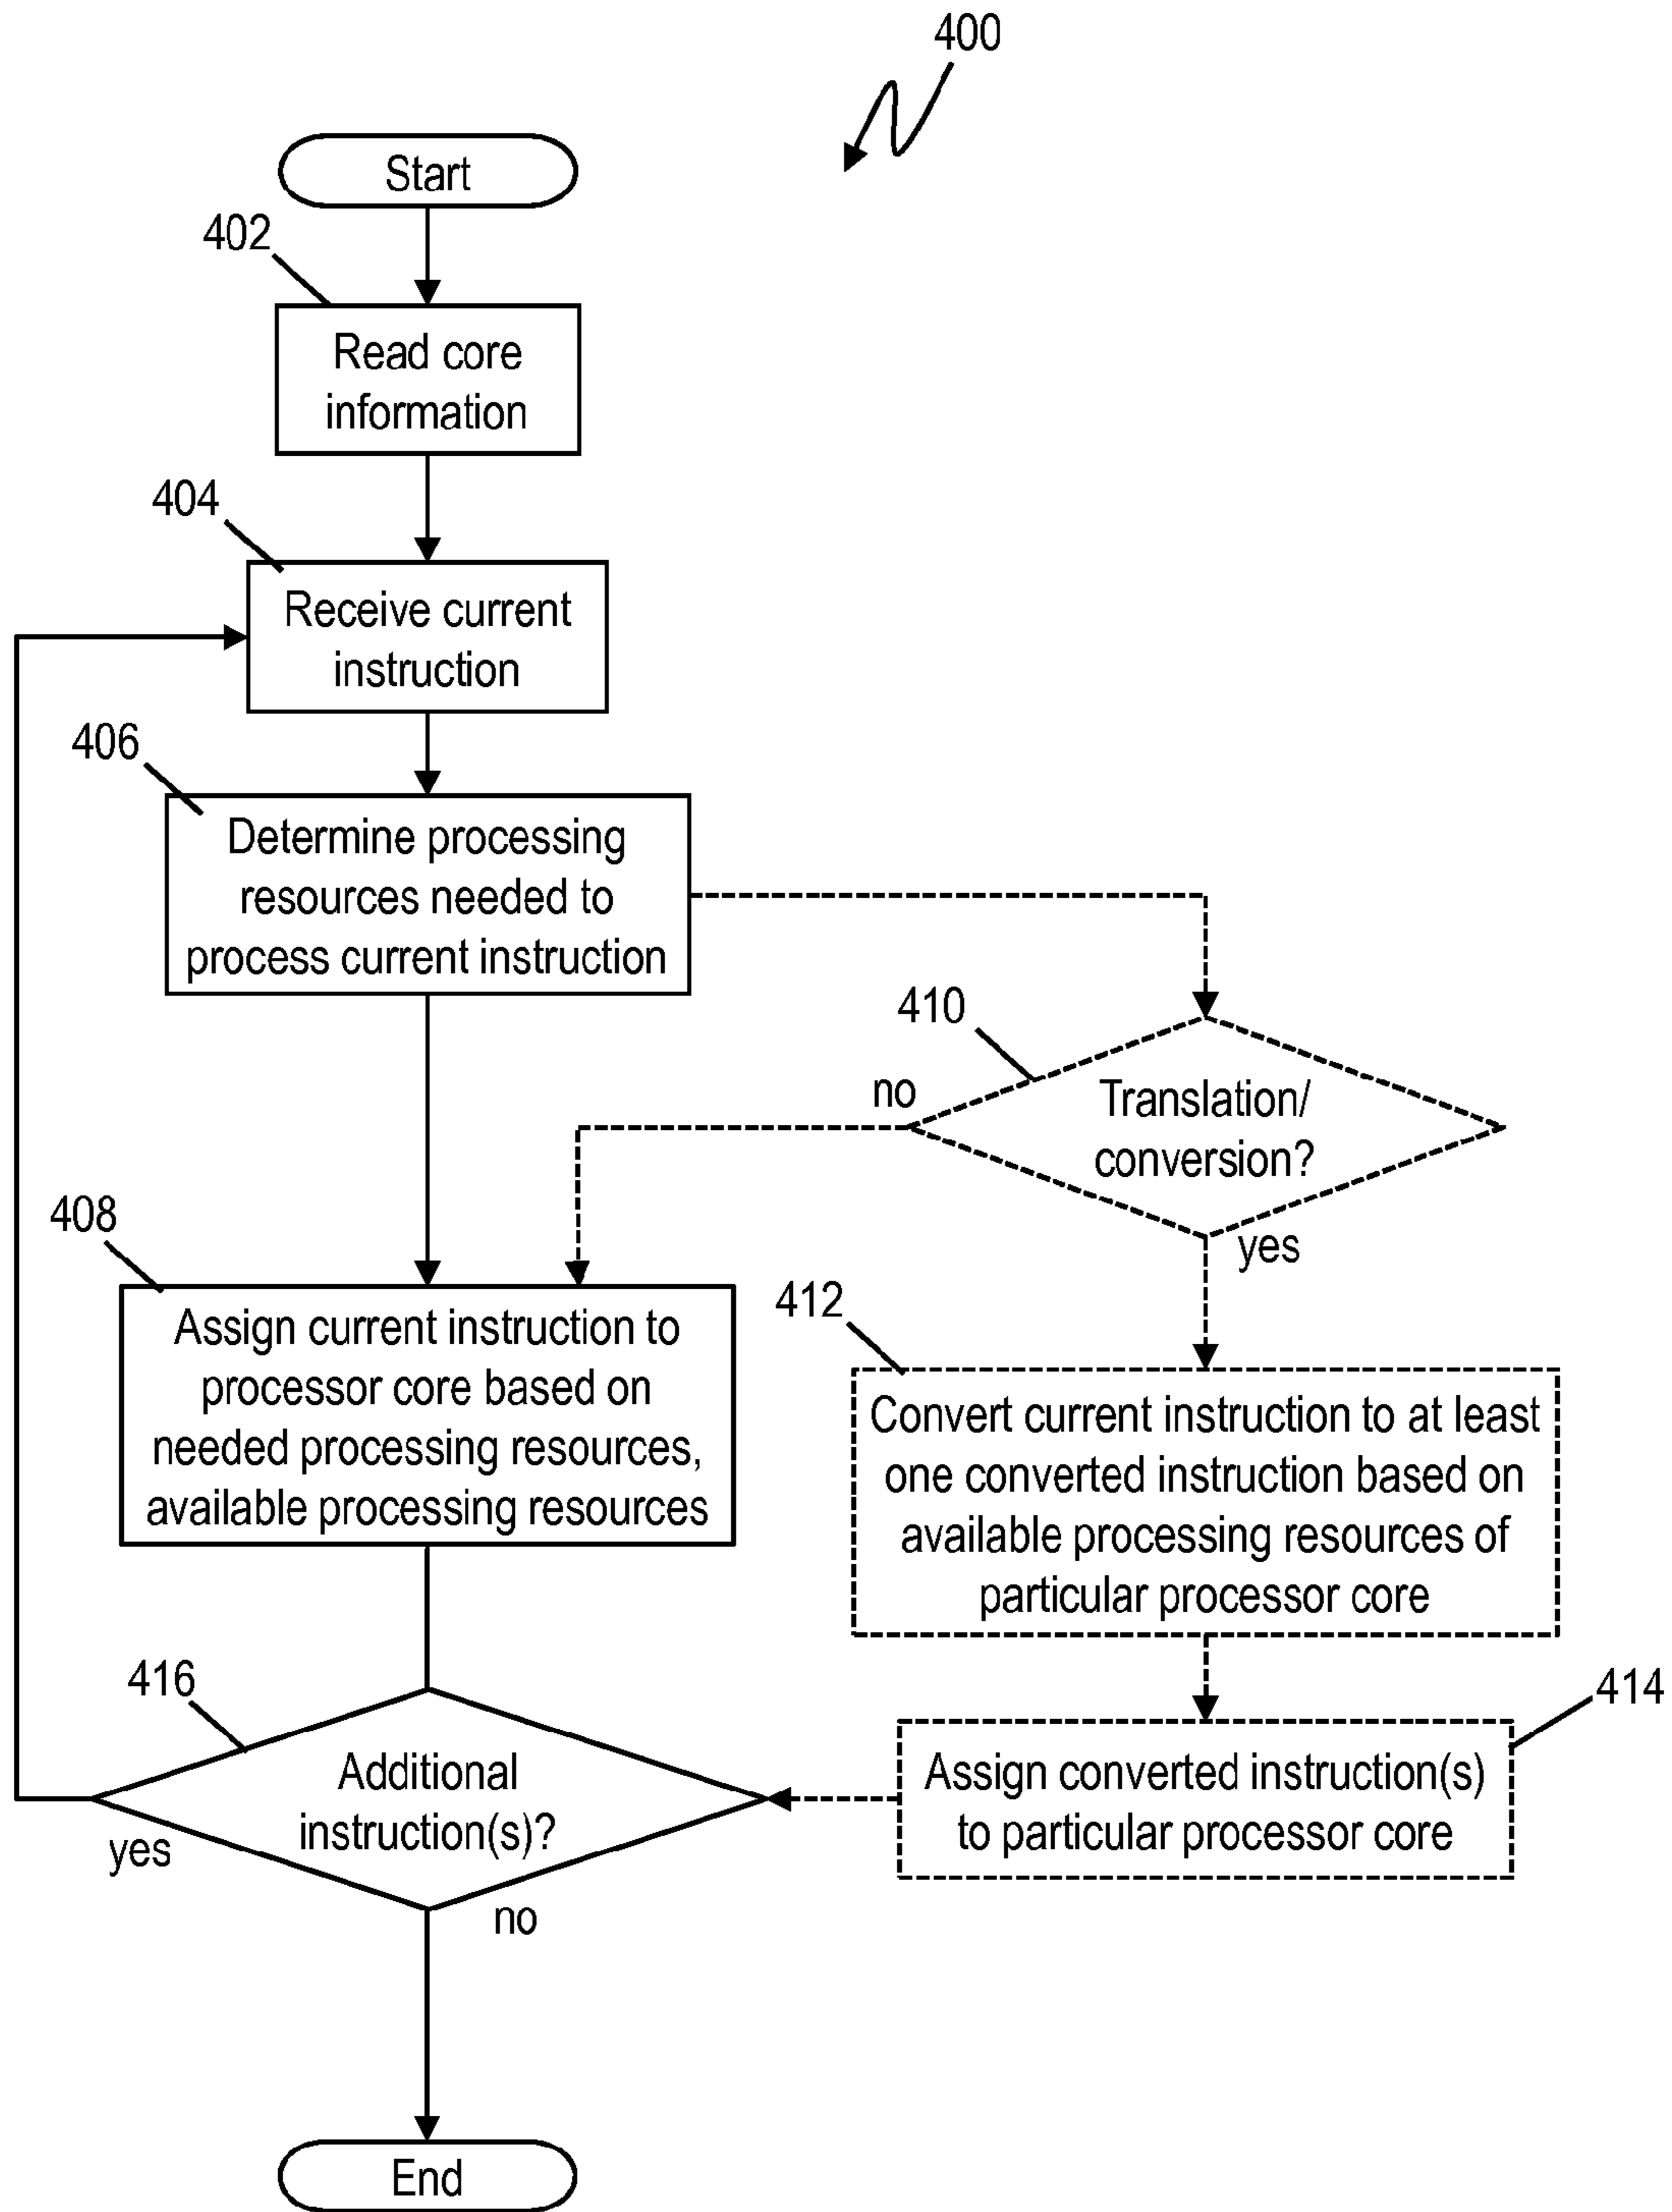 400
Start
402
Read core
information
404
Receive current
instruction
406
Determine processing
resources needed to
process current instruction
410
no
Translation/
conversion?
yes
408
Assign current instruction to
processor core based on
needed processing resources,
available processing resources
412
Convert current instruction to at least
one converted instruction based on
available processing resources of
particular processor core
416
Additional
instruction(s)?
yes
no
414
Assign converted instruction(s)
to particular processor core
End